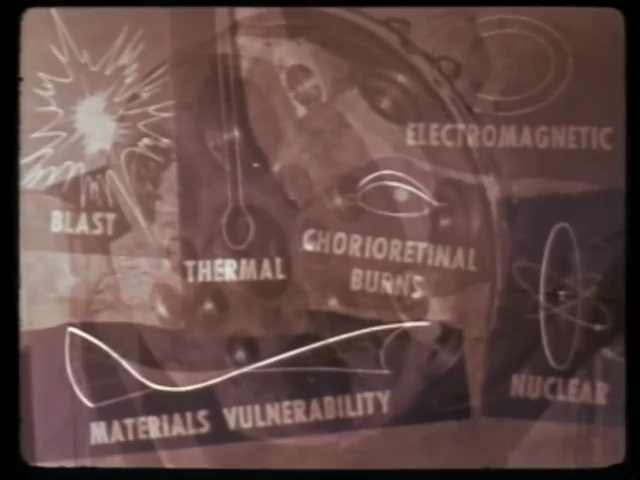 ELECTROMAGNETIC
BLAST
THERMAL
CHORIORETINAL
BURNS
NUCLEAR
MATERIALS VULNERABILITY